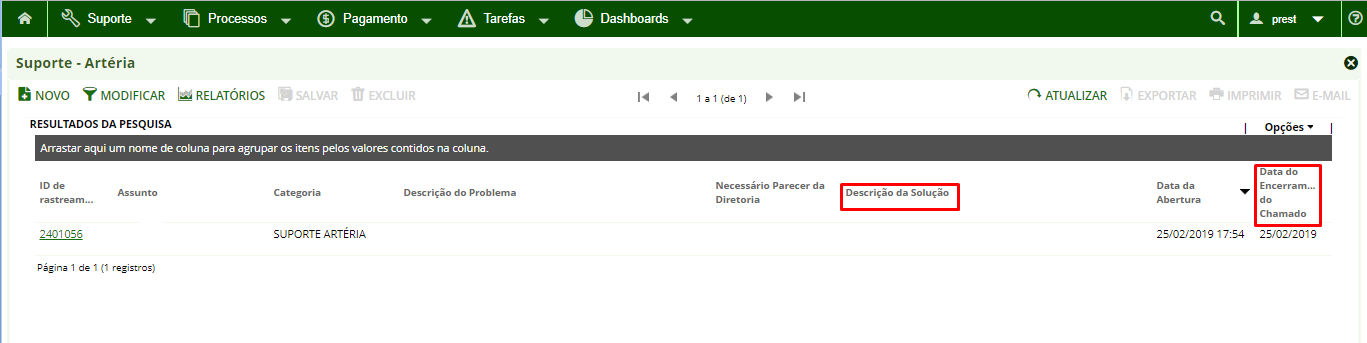 Suporte Processos Pagamento Tarefas Dashboards prest
Suporte - Artéria
NOVO MODIFICAR RELATÓRIOS SALVAR EXCLUIR 1 a 1 (de 1) ATUALIZAR EXPORTAR IMPRIMIR E-MAIL
RESULTADOS DA PESQUISA | Opções |
Arrastar aqui um nome de coluna para agrupar os itens pelos valores contidos na coluna.
ID de
rastream...
Assunto
Categoria
Descrição do Problema
Necessário Parecer da
Diretoria
Descrição da Solução
Data da
Abertura
Data do
Encerram...
do
Chamado
2401056 SUPORTE ARTÉRIA 25/02/2019 17:54 25/02/2019
Página 1 de 1 (1 registros)